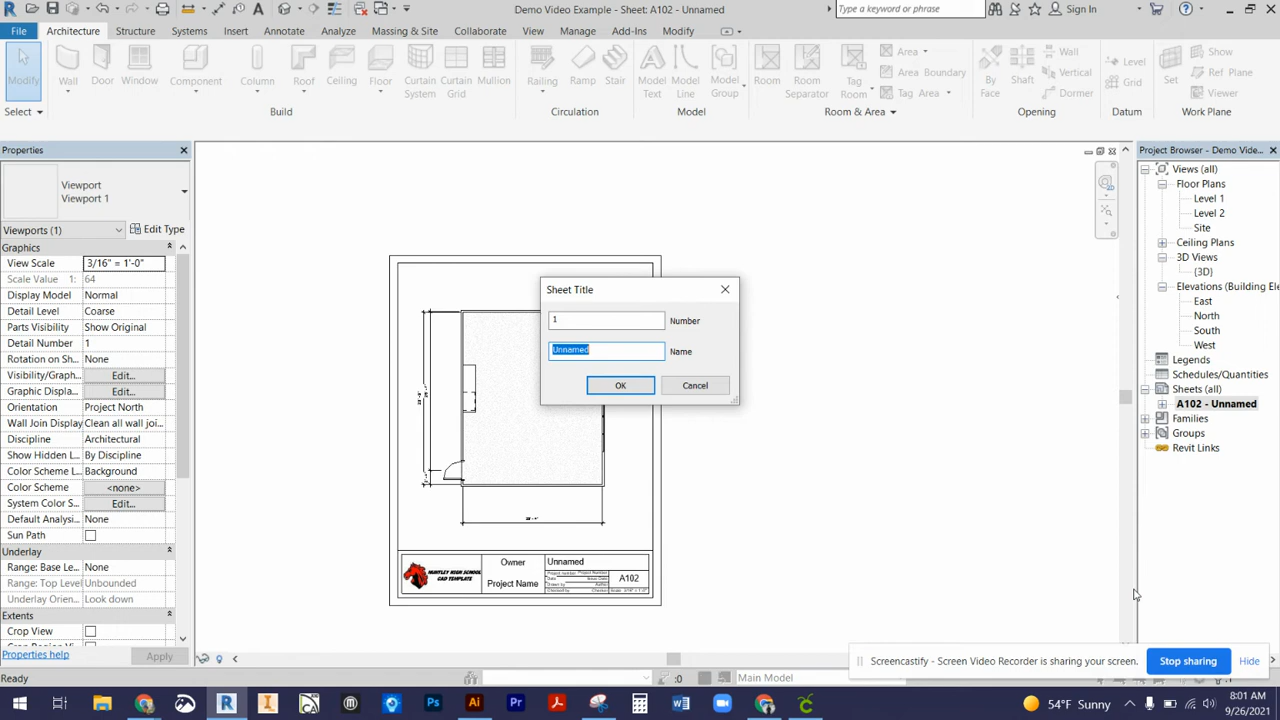 Demo Video Example - Sheet: A102 - Unnamed
Type a keyword or phrase
Sign In
File
Architecture
Structure
Systems
Insert
Annotate
Analyze
Massing & Site
Collaborate
View
Manage
Add-Ins
Modify
Modify
Wall
Door
Window
Component
Column
Roof
Ceiling
Floor
Curtain System
Curtain Grid
Mullion
Railing
Ramp
Stair
Model Text
Model Line
Model Group
Room
Room Separator
Tag Room
Area
Area Boundary
Tag Area
By Face
Shaft
Wall
Vertical
Dormer
Level
Grid
Set
Show
Ref Plane
Viewer
Select
Build
Circulation
Model
Room & Area
Opening
Datum
Work Plane
Properties
Viewport
Viewport 1
Viewports (1)
Edit Type
Graphics
View Scale 3/16" = 1'-0"
Scale Value 1: 64
Display Model Normal
Detail Level Coarse
Parts Visibility Show Original
Detail Number 1
Rotation on Sh... None
Visibility/Graph... Edit...
Graphic Displa... Edit...
Orientation Project North
Wall Join Display Clean all wall joi...
Discipline Architectural
Show Hidden L... By Discipline
Color Scheme L... Background
Color Scheme <none>
System Color S... Edit...
Default Analysi... None
Sun Path
Underlay
Range: Base Le... None
Range: Top Level Unbounded
Underlay Orien... Look down
Extents
Crop View
Properties help
Apply
Sheet Title
1 Number
Unnamed Name
OK Cancel
HUNTLEY HIGH SCHOOL
CAD TEMPLATE
Owner
Project Name
Unnamed
A102
Project Browser - Demo Vide...
Views (all)
Floor Plans
Level 1
Level 2
Site
Ceiling Plans
3D Views
{3D}
Elevations (Building Ele
East
North
South
West
Legends
Schedules/Quantities
Sheets (all)
A102 - Unnamed
Families
Groups
Revit Links
Screencastify - Screen Video Recorder is sharing your screen.
Stop sharing
Hide
Ready
:0
Main Model
54°F Sunny
8:01 AM
9/26/2021